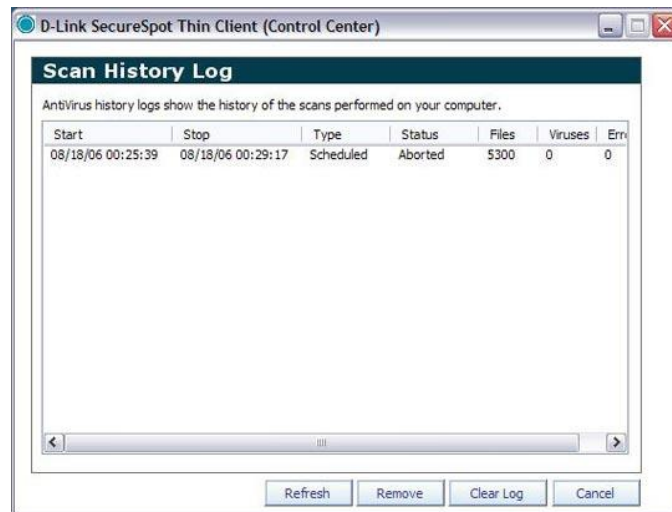 D-Link SecureSpot Thin Client (Control Center)
Scan History Log
AntiVirus history logs show the history of the scans performed on your computer.
Start Stop Type Status Files Viruses Err
08/18/06 00:25:39 08/18/06 00:29:17 Scheduled Aborted 5300 0 0
Refresh Remove Clear Log Cancel